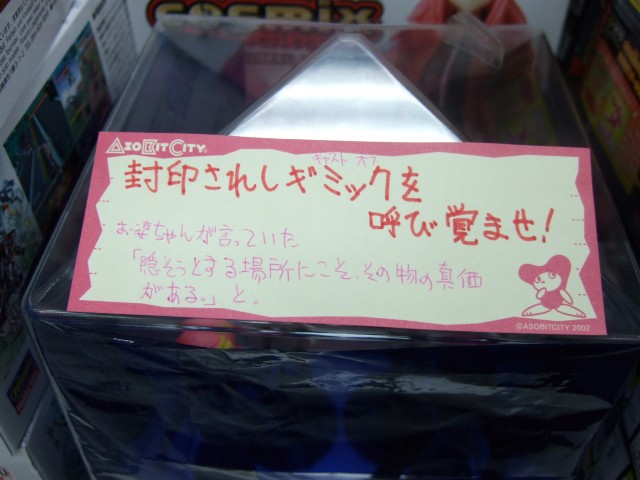 COSMIX
ASOBITCITY
キャスト オフ
封印されしギミックを
呼び覚ませ!
お婆ちゃんが言っていた
「隠そうとする場所にこそ、その物の真価
がある。」と。
©ASOBITCITY 2002